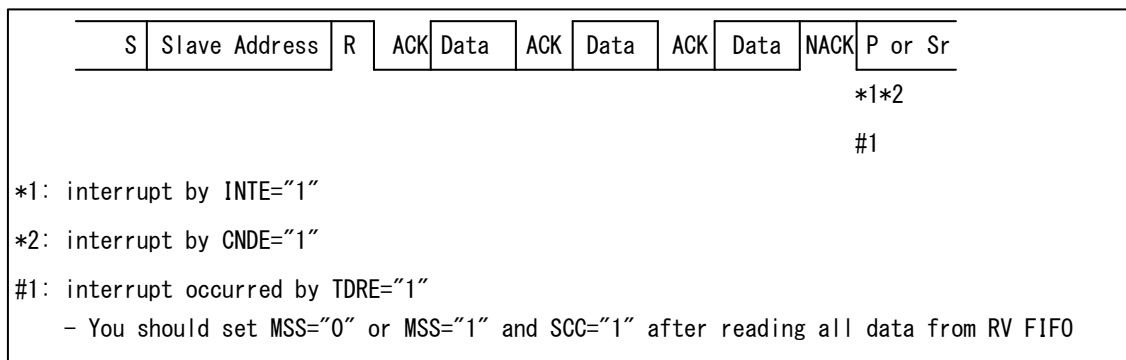 S Slave Address R ACK Data ACK Data ACK Data NACK P or Sr
*1*2
#1
*1: interrupt by INTE="1"
*2: interrupt by CNDE="1"
#1: interrupt occurred by TDRE="1"
- You should set MSS="0" or MSS="1" and SCC="1" after reading all data from RV FIFO